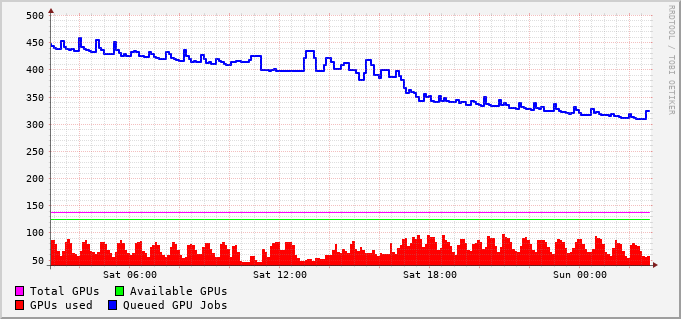 500
450
400
350
300
250
200
150
100
50
Sat 06:00 Sat 12:00 Sat 18:00 Sun 00:00
Total GPUs Available GPUs
GPUs used Queued GPU Jobs
RRDTOOL / TOBI OETIKER